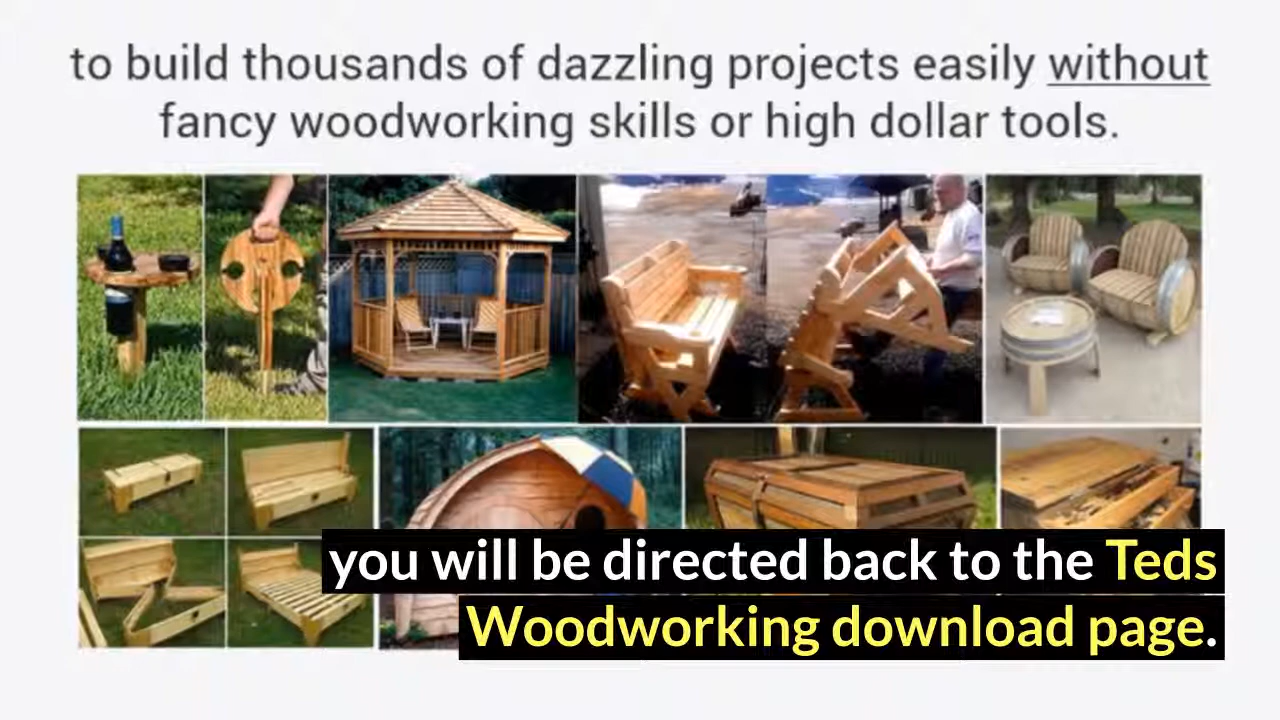 to build thousands of dazzling projects easily without
fancy woodworking skills or high dollar tools.
you will be directed back to the Teds
Woodworking download page.